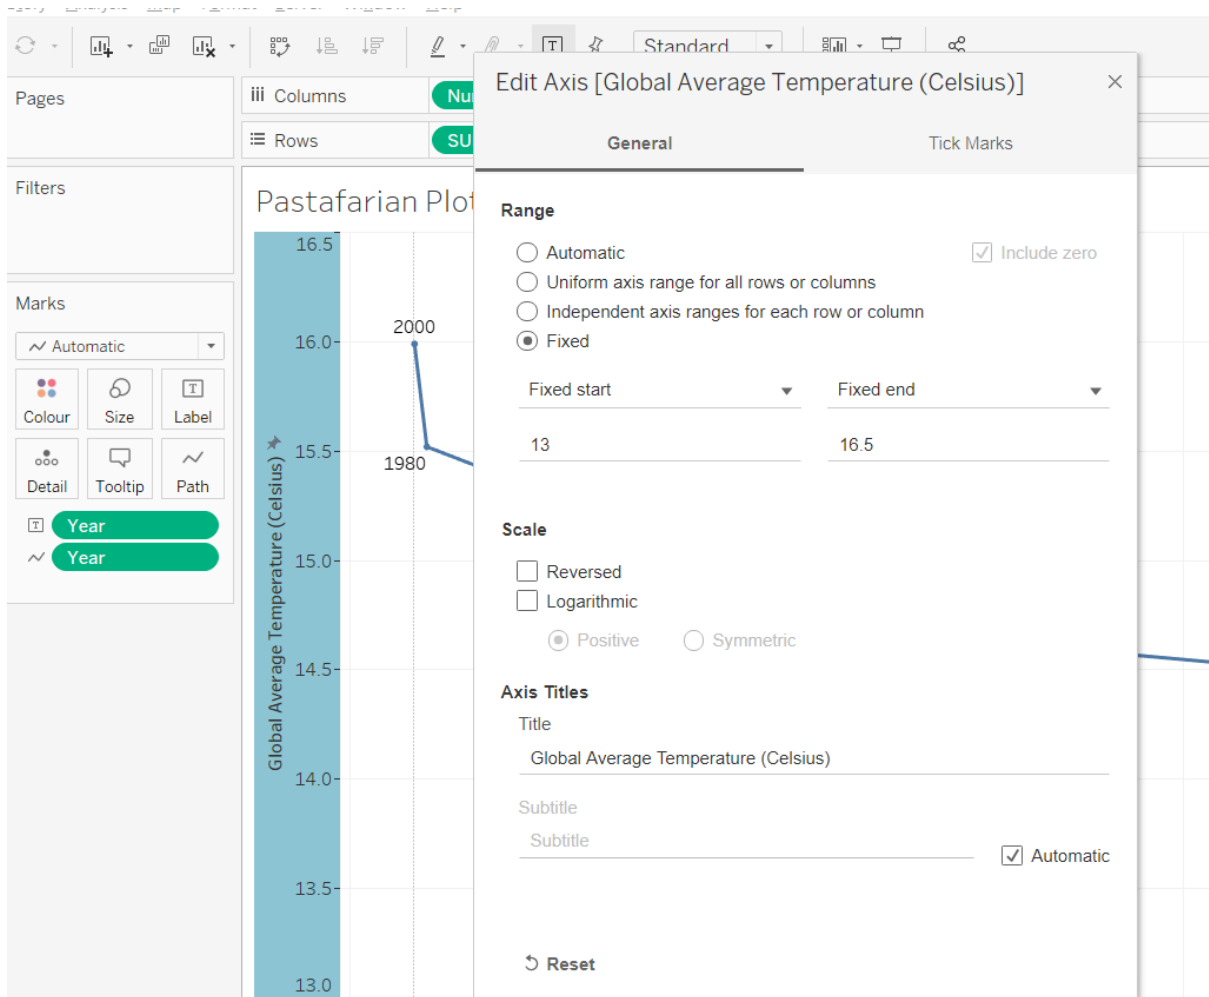 Standard
Pages
Columns
Rows
Filters
Marks
Automatic
Colour
Size
Label
Detail
Tooltip
Path
Year
Year
Pastafarian Plot
Global Average Temperature (Celsius)
16.5
16.0
15.5
15.0
14.5
14.0
13.5
13.0
2000
1980
Edit Axis [Global Average Temperature (Celsius)]
General
Tick Marks
Range
Automatic
Include zero
Uniform axis range for all rows or columns
Independent axis ranges for each row or column
Fixed
Fixed start
Fixed end
13
16.5
Scale
Reversed
Logarithmic
Positive
Symmetric
Axis Titles
Title
Global Average Temperature (Celsius)
Subtitle
Subtitle
Automatic
Reset